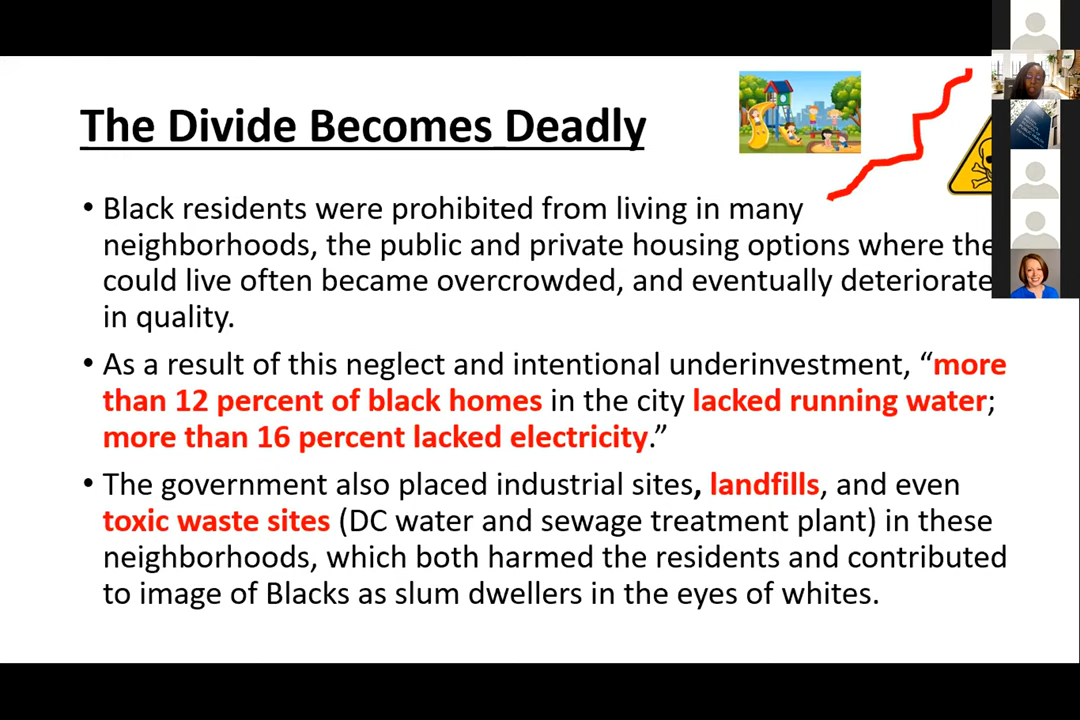 The Divide Becomes Deadly
• Black residents were prohibited from living in many
neighborhoods, the public and private housing options where the
could live often became overcrowded, and eventually deteriorate
in quality.
• As a result of this neglect and intentional underinvestment, “more
than 12 percent of black homes in the city lacked running water;
more than 16 percent lacked electricity.”
• The government also placed industrial sites, landfills, and even
toxic waste sites (DC water and sewage treatment plant) in these
neighborhoods, which both harmed the residents and contributed
to image of Blacks as slum dwellers in the eyes of whites.